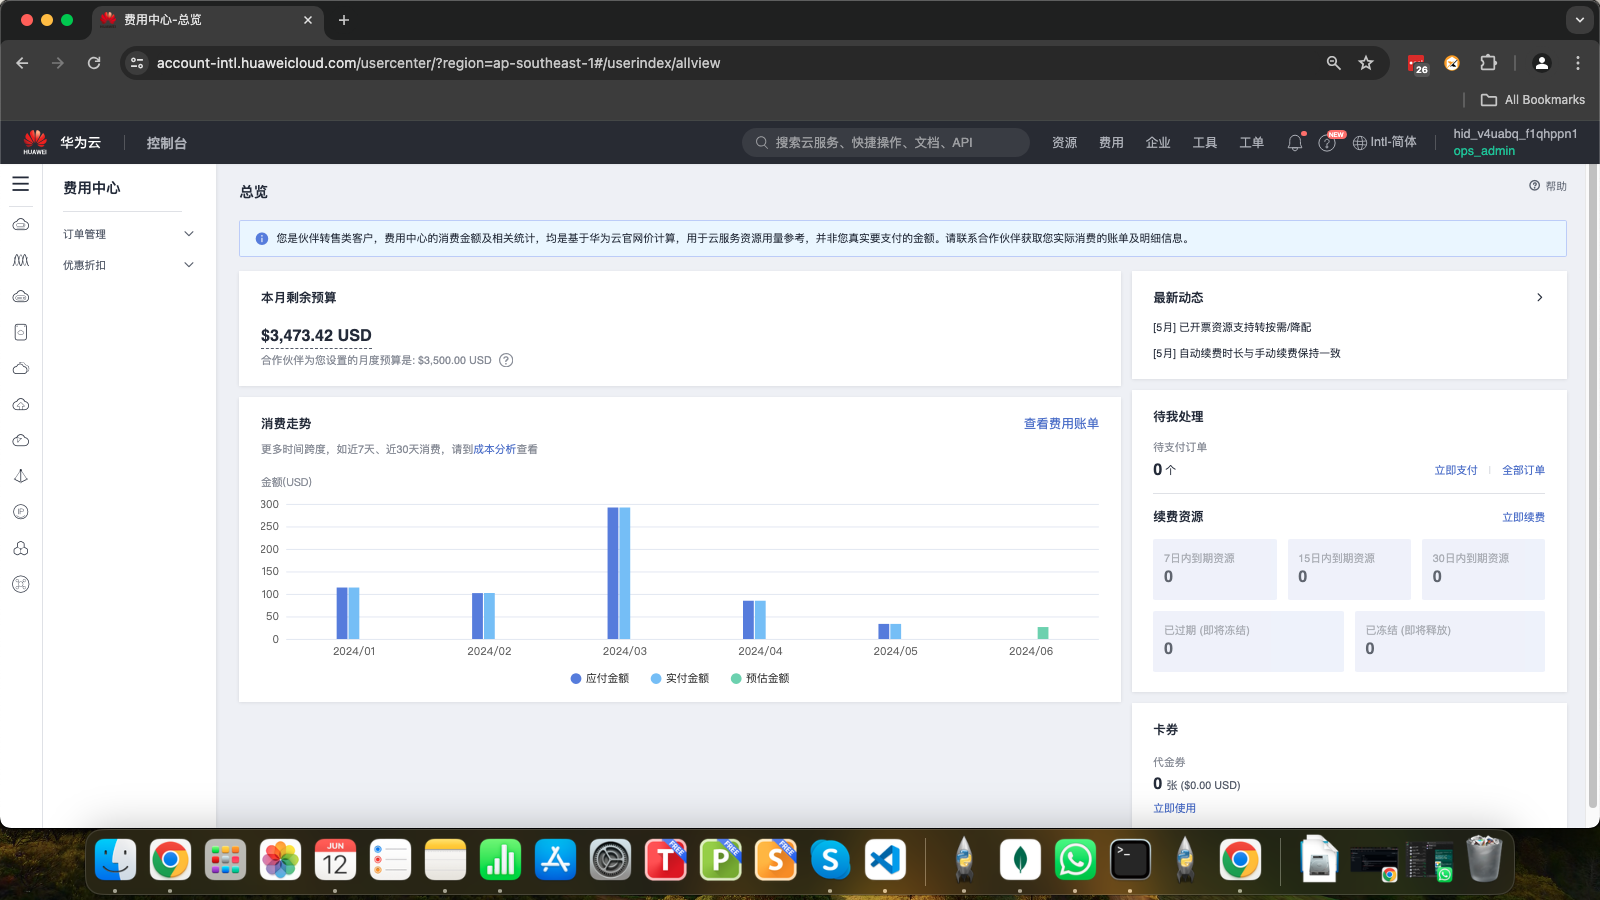 费用中心-总览
account-intl.huaweicloud.com/usercenter/?region=ap-southeast-1#/userindex/allview
26
All Bookmarks
HUAWEI
华为云
控制台
搜索云服务、快捷操作、文档、API
资源
费用
企业
工具
工单
NEW
Intl-简体
hid_v4uabq_f1qhppn1
ops_admin
费用中心
订单管理
优惠折扣
总览
帮助
您是伙伴转售类客户，费用中心的消费金额及相关统计，均是基于华为云官网价计算，用于云服务资源用量参考，并非您真实要支付的金额。请联系合作伙伴获取您实际消费的账单及明细信息。
本月剩余预算
$3,473.42 USD
合作伙伴为您设置的月度预算是: $3,500.00 USD
消费走势
查看费用账单
更多时间跨度，如近7天、近30天消费，请到成本分析查看
金额(USD)
300
250
200
150
100
50
0
2024/01
2024/02
2024/03
2024/04
2024/05
2024/06
应付金额
实付金额
预估金额
最新动态
[5月] 已开票资源支持转按需/降配
[5月] 自动续费时长与手动续费保持一致
待我处理
待支付订单
0 个
立即支付
全部订单
续费资源
立即续费
7日内到期资源
0
15日内到期资源
0
30日内到期资源
0
已过期 (即将冻结)
0
已冻结 (即将释放)
0
卡券
代金券
0 张 ($0.00 USD)
立即使用
JUN
12
T
FREE
P
FREE
S
FREE
S
>_